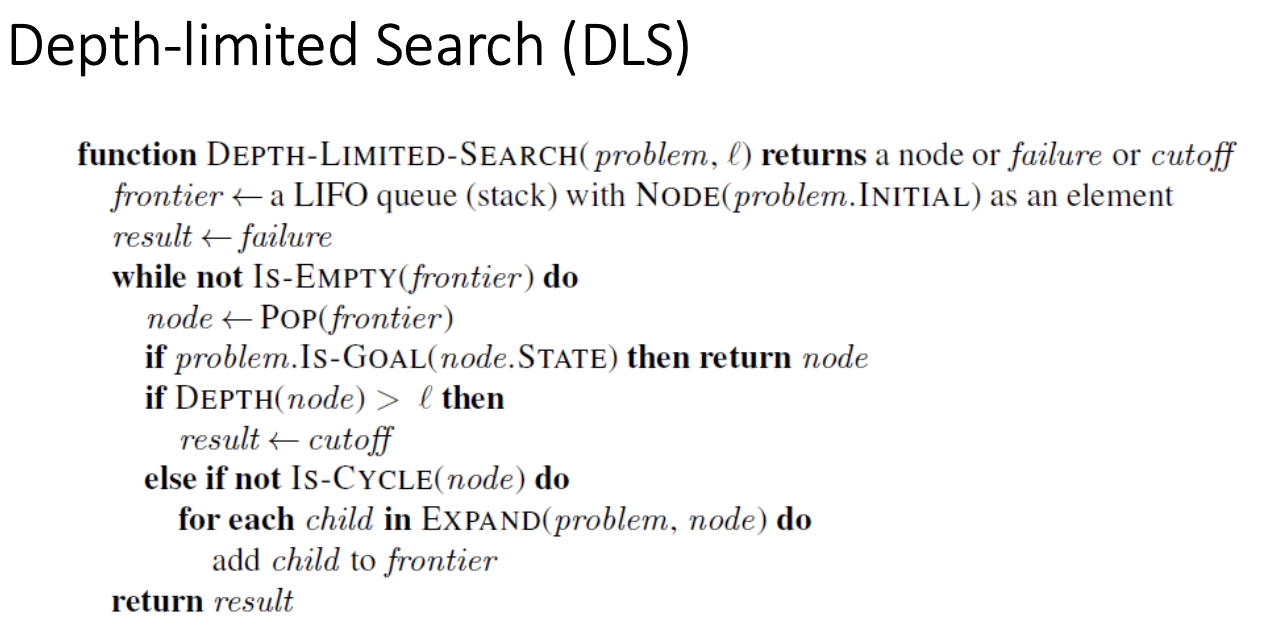 Depth-limited Search (DLS)
function DEPTH-LIMITED-SEARCH(problem, ℓ) returns a node or failure or cutoff
frontier ← a LIFO queue (stack) with NODE(problem.INITIAL) as an element
result ← failure
while not IS-EMPTY(frontier) do
node ← POP(frontier)
if problem.IS-GOAL(node.STATE) then return node
if DEPTH(node) > ℓ then
result ← cutoff
else if not IS-CYCLE(node) do
for each child in EXPAND(problem, node) do
add child to frontier
return result